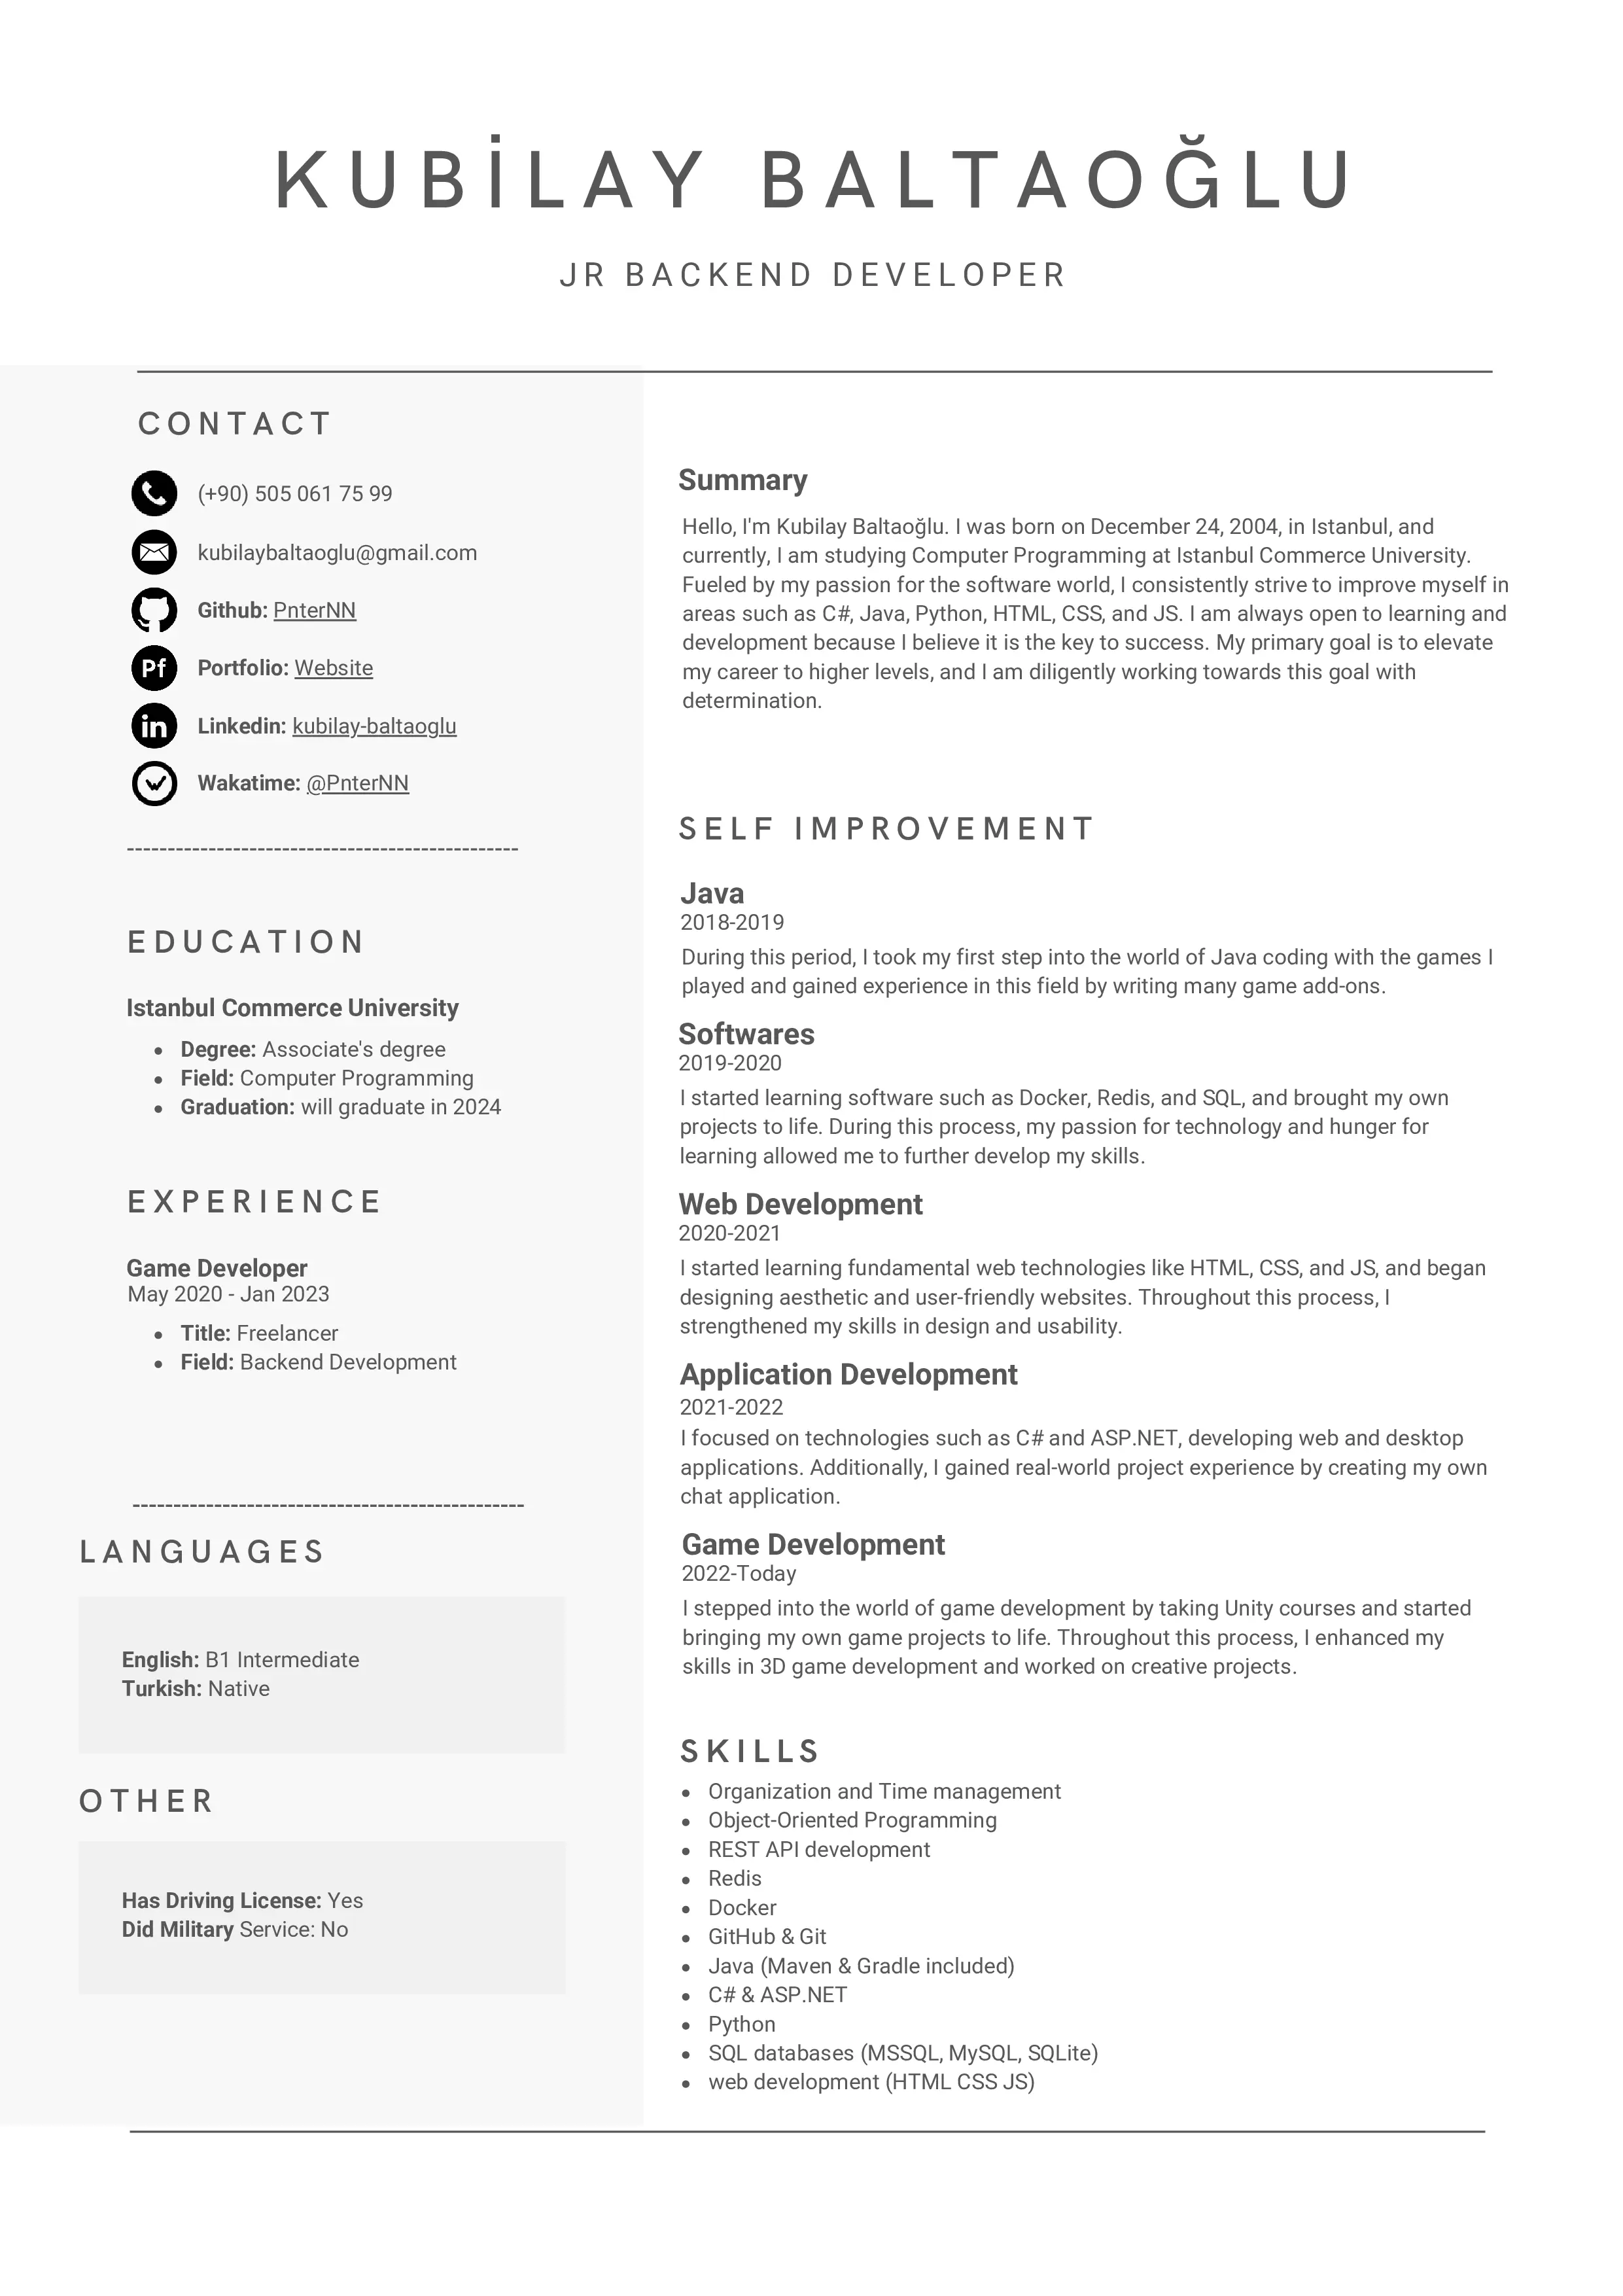 KUBİLAY BALTAOĞLU
JR BACKEND DEVELOPER
CONTACT
(+90) 505 061 75 99
kubilaybaltaoglu@gmail.com
Github: PnterNN
Pf
Portfolio: Website
in
Linkedin: kubilay-baltaoglu
Wakatime: @PnterNN
-------------------------------------------------
EDUCATION
Istanbul Commerce University
• Degree: Associate's degree
• Field: Computer Programming
• Graduation: will graduate in 2024
EXPERIENCE
Game Developer
May 2020 - Jan 2023
• Title: Freelancer
• Field: Backend Development
-------------------------------------------------
LANGUAGES
English: B1 Intermediate
Turkish: Native
OTHER
Has Driving License: Yes
Did Military Service: No
Summary
Hello, I'm Kubilay Baltaoğlu. I was born on December 24, 2004, in Istanbul, and
currently, I am studying Computer Programming at Istanbul Commerce University.
Fueled by my passion for the software world, I consistently strive to improve myself in
areas such as C#, Java, Python, HTML, CSS, and JS. I am always open to learning and
development because I believe it is the key to success. My primary goal is to elevate
my career to higher levels, and I am diligently working towards this goal with
determination.
SELF IMPROVEMENT
Java
2018-2019
During this period, I took my first step into the world of Java coding with the games I
played and gained experience in this field by writing many game add-ons.
Softwares
2019-2020
I started learning software such as Docker, Redis, and SQL, and brought my own
projects to life. During this process, my passion for technology and hunger for
learning allowed me to further develop my skills.
Web Development
2020-2021
I started learning fundamental web technologies like HTML, CSS, and JS, and began
designing aesthetic and user-friendly websites. Throughout this process, I
strengthened my skills in design and usability.
Application Development
2021-2022
I focused on technologies such as C# and ASP.NET, developing web and desktop
applications. Additionally, I gained real-world project experience by creating my own
chat application.
Game Development
2022-Today
I stepped into the world of game development by taking Unity courses and started
bringing my own game projects to life. Throughout this process, I enhanced my
skills in 3D game development and worked on creative projects.
SKILLS
• Organization and Time management
• Object-Oriented Programming
• REST API development
• Redis
• Docker
• GitHub & Git
• Java (Maven & Gradle included)
• C# & ASP.NET
• Python
• SQL databases (MSSQL, MySQL, SQLite)
• web development (HTML CSS JS)